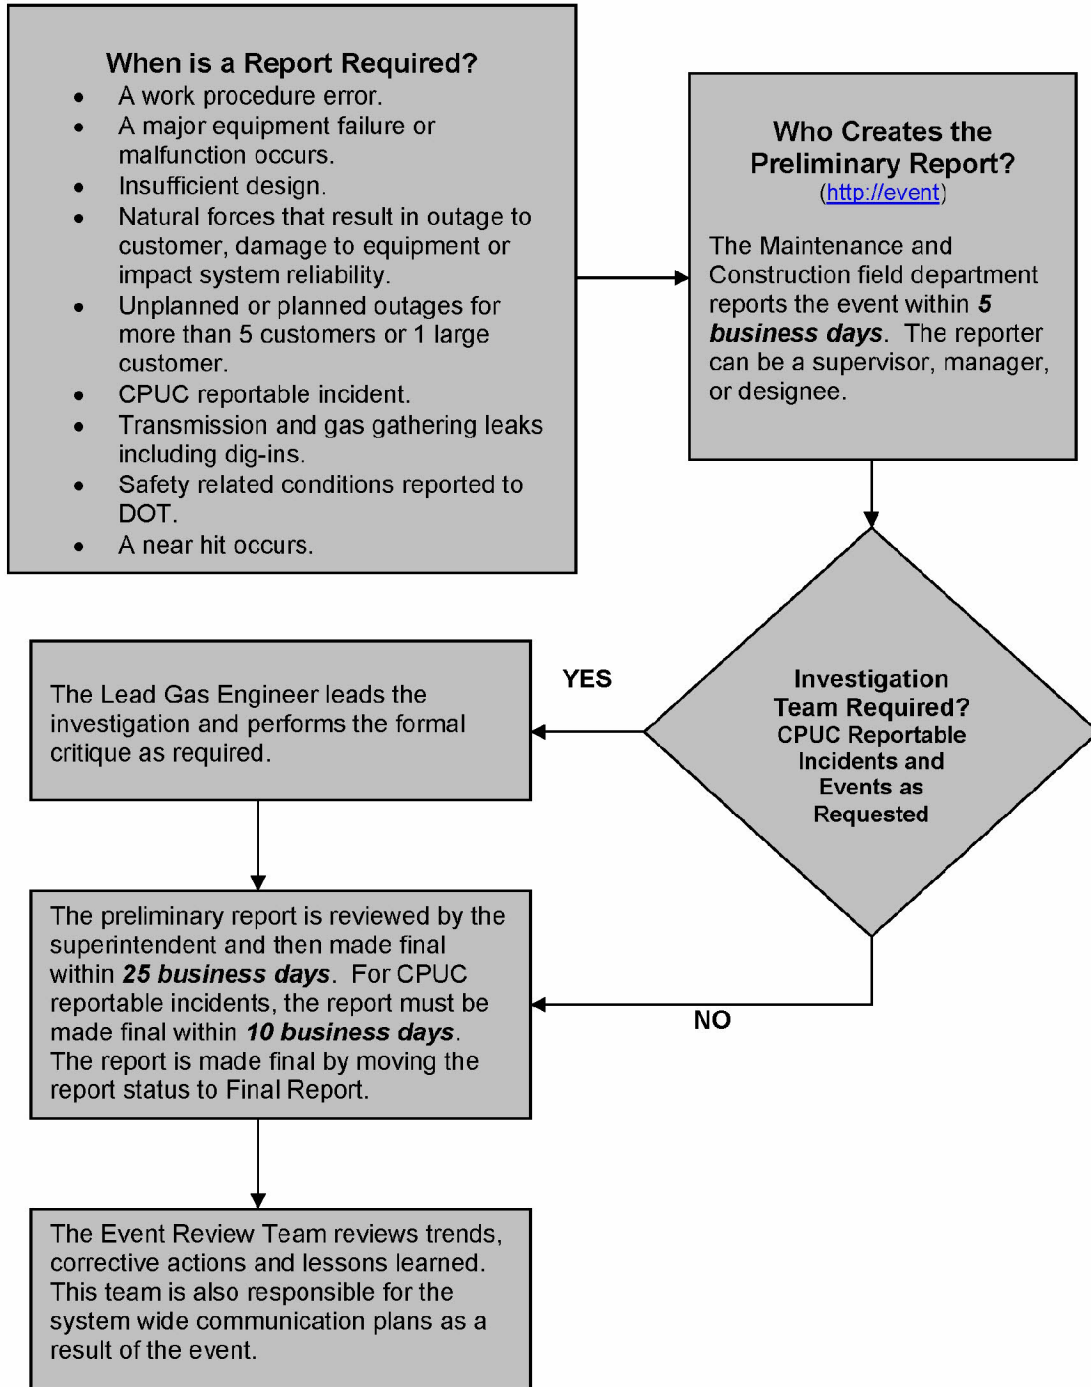 When is a Report Required?
• A work procedure error.
• A major equipment failure or
malfunction occurs.
• Insufficient design.
• Natural forces that result in outage to
customer, damage to equipment or
impact system reliability.
• Unplanned or planned outages for
more than 5 customers or 1 large
customer.
• CPUC reportable incident.
• Transmission and gas gathering leaks
including dig-ins.
• Safety related conditions reported to
DOT.
• A near hit occurs.
Who Creates the
Preliminary Report?
(http://event)
The Maintenance and
Construction field department
reports the event within 5
business days.  The reporter
can be a supervisor, manager,
or designee.
Investigation
Team Required?
CPUC Reportable
Incidents and
Events as
Requested
YES
The Lead Gas Engineer leads the
investigation and performs the formal
critique as required.
NO
The preliminary report is reviewed by the
superintendent and then made final
within 25 business days.  For CPUC
reportable incidents, the report must be
made final within 10 business days.
The report is made final by moving the
report status to Final Report.
The Event Review Team reviews trends,
corrective actions and lessons learned.
This team is also responsible for the
system wide communication plans as a
result of the event.